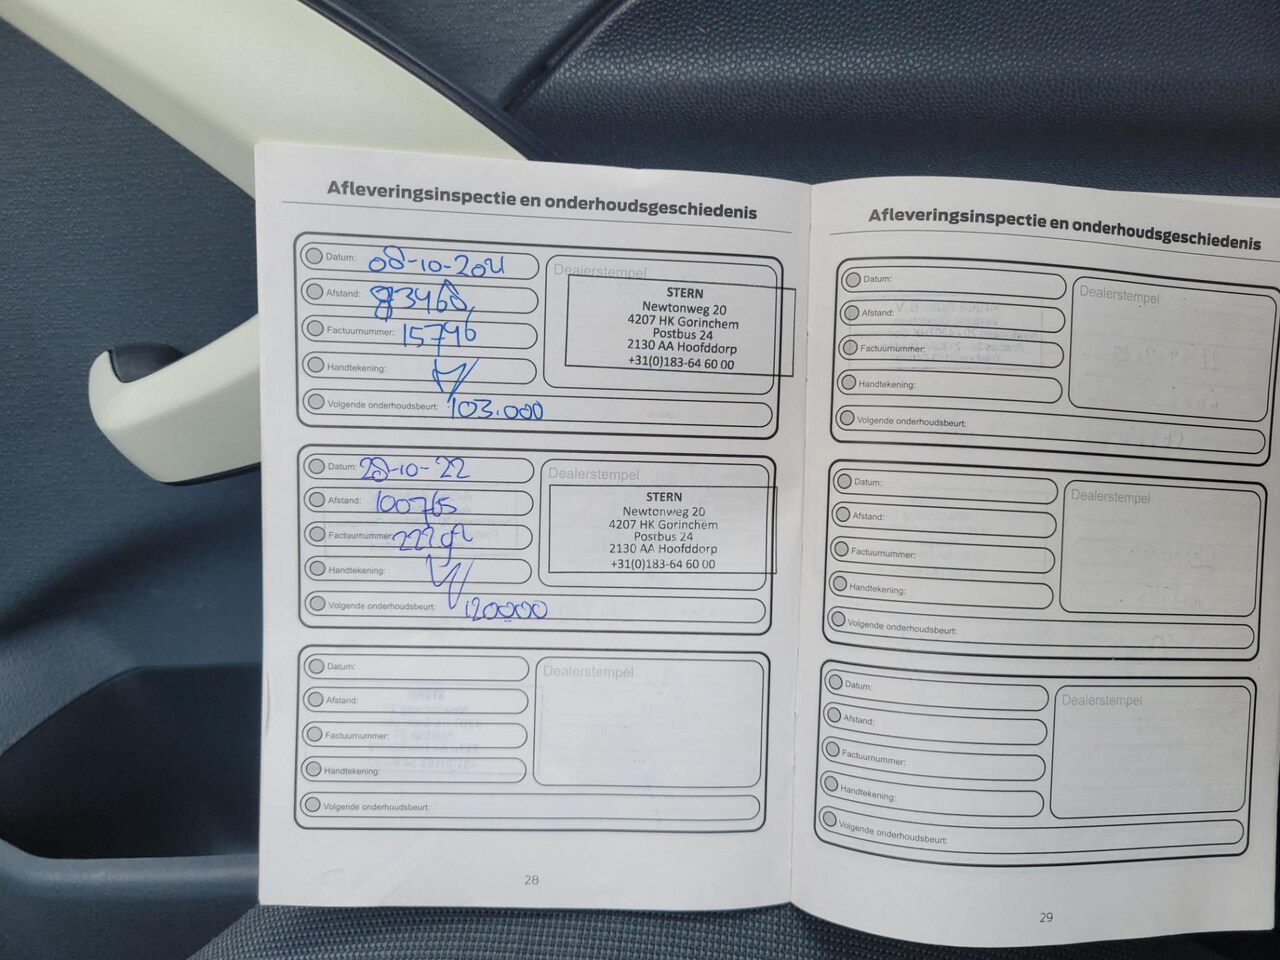 Afleveringsinspectie en onderhoudsgeschiedenis
Datum: 08-10-2021
Afstand: 83468
Factuurnummer: 15746
Handtekening:
Volgende onderhoudsbeurt: 103.000
Dealerstempel
STERN
Newtonweg 20
4207 HK Gorinchem
Postbus 24
2130 AA Hoofddorp
+31(0)183-64 60 00
Datum: 28-10-22
Afstand: 100765
Factuurnummer:
Handtekening:
Volgende onderhoudsbeurt: 120000
Dealerstempel
STERN
Newtonweg 20
4207 HK Gorinchem
Postbus 24
2130 AA Hoofddorp
+31(0)183-64 60 00
Datum:
Afstand:
Factuurnummer:
Handtekening:
Volgende onderhoudsbeurt:
Dealerstempel
28
Afleveringsinspectie en onderhoudsgeschiedenis
Datum:
Afstand:
Factuurnummer:
Handtekening:
Volgende onderhoudsbeurt:
Dealerstempel
Datum:
Afstand:
Factuurnummer:
Handtekening:
Volgende onderhoudsbeurt:
Dealerstempel
Datum:
Afstand:
Factuurnummer:
Handtekening:
Volgende onderhoudsbeurt:
Dealerstempel
29